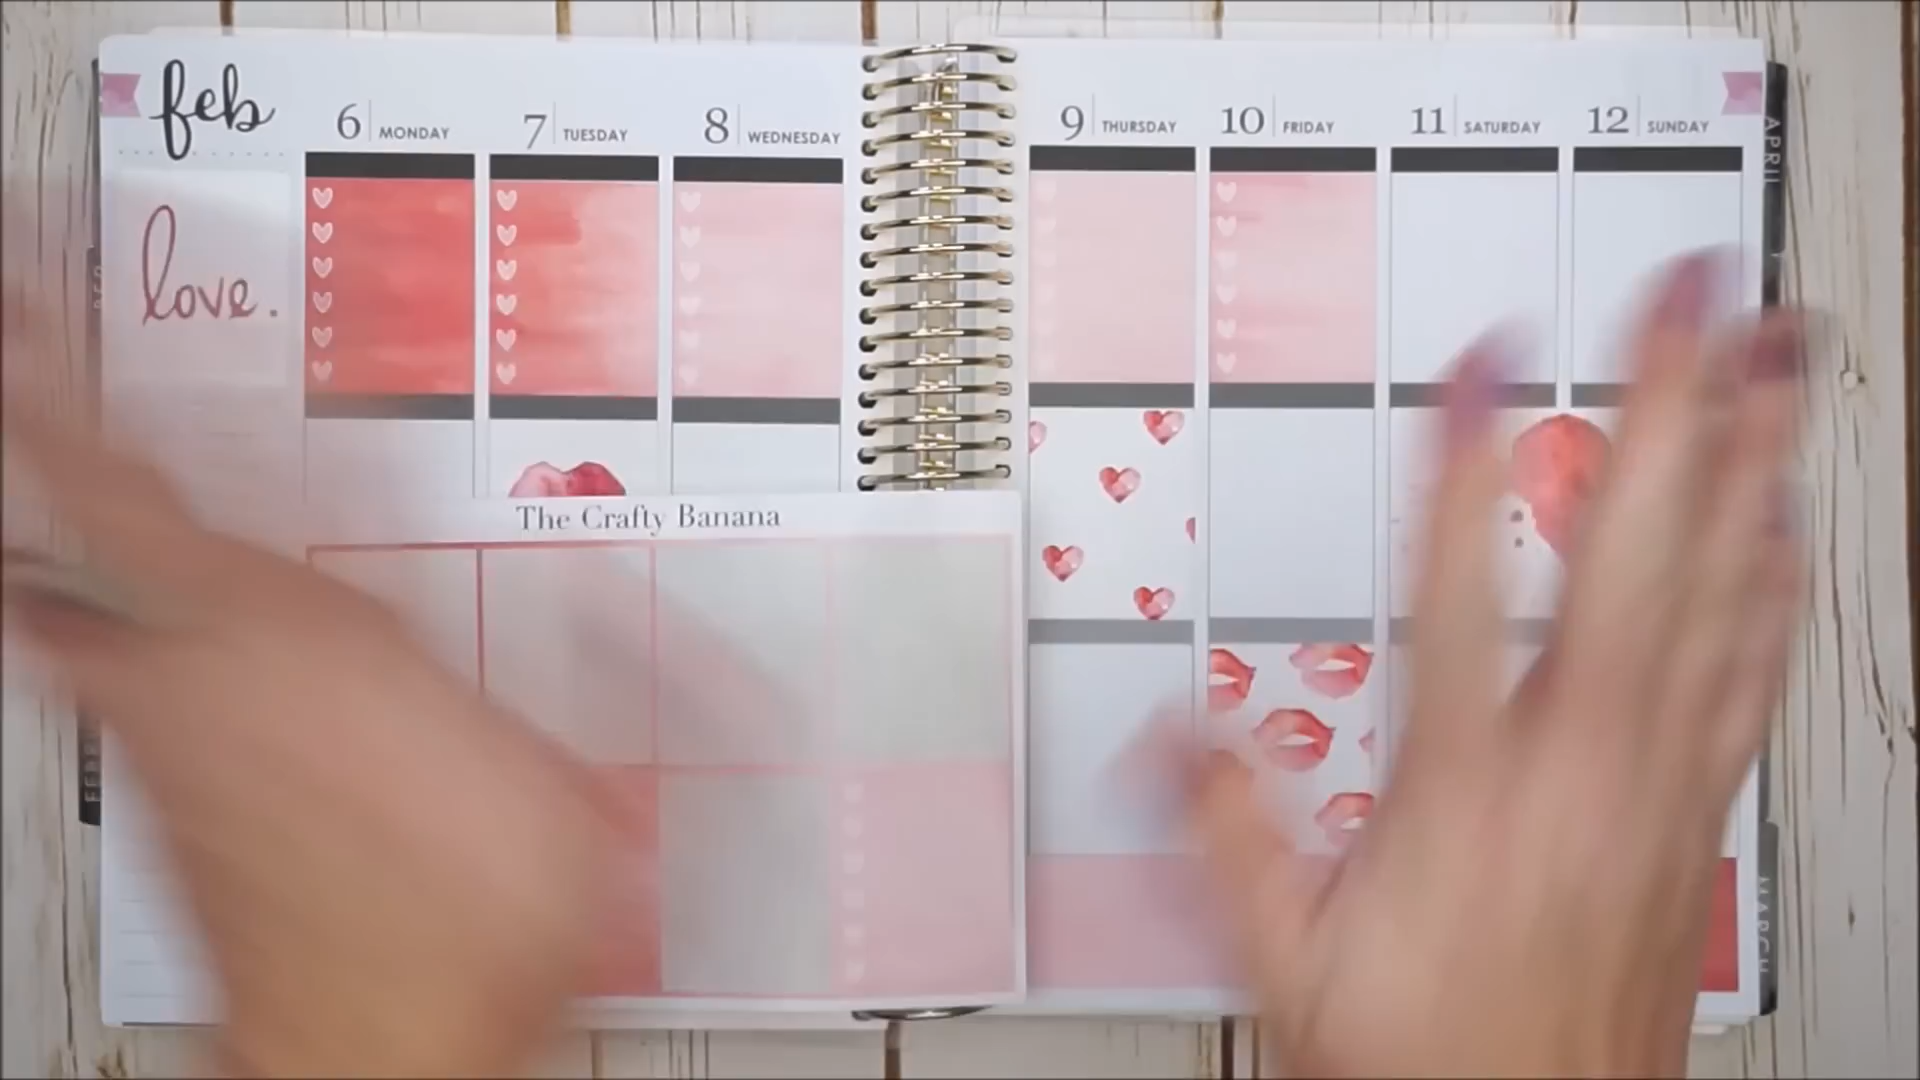 feb
6 MONDAY
7 TUESDAY
8 WEDNESDAY
9 THURSDAY
10 FRIDAY
11 SATURDAY
12 SUNDAY
love.
The Crafty Banana
APRIL
MARCH